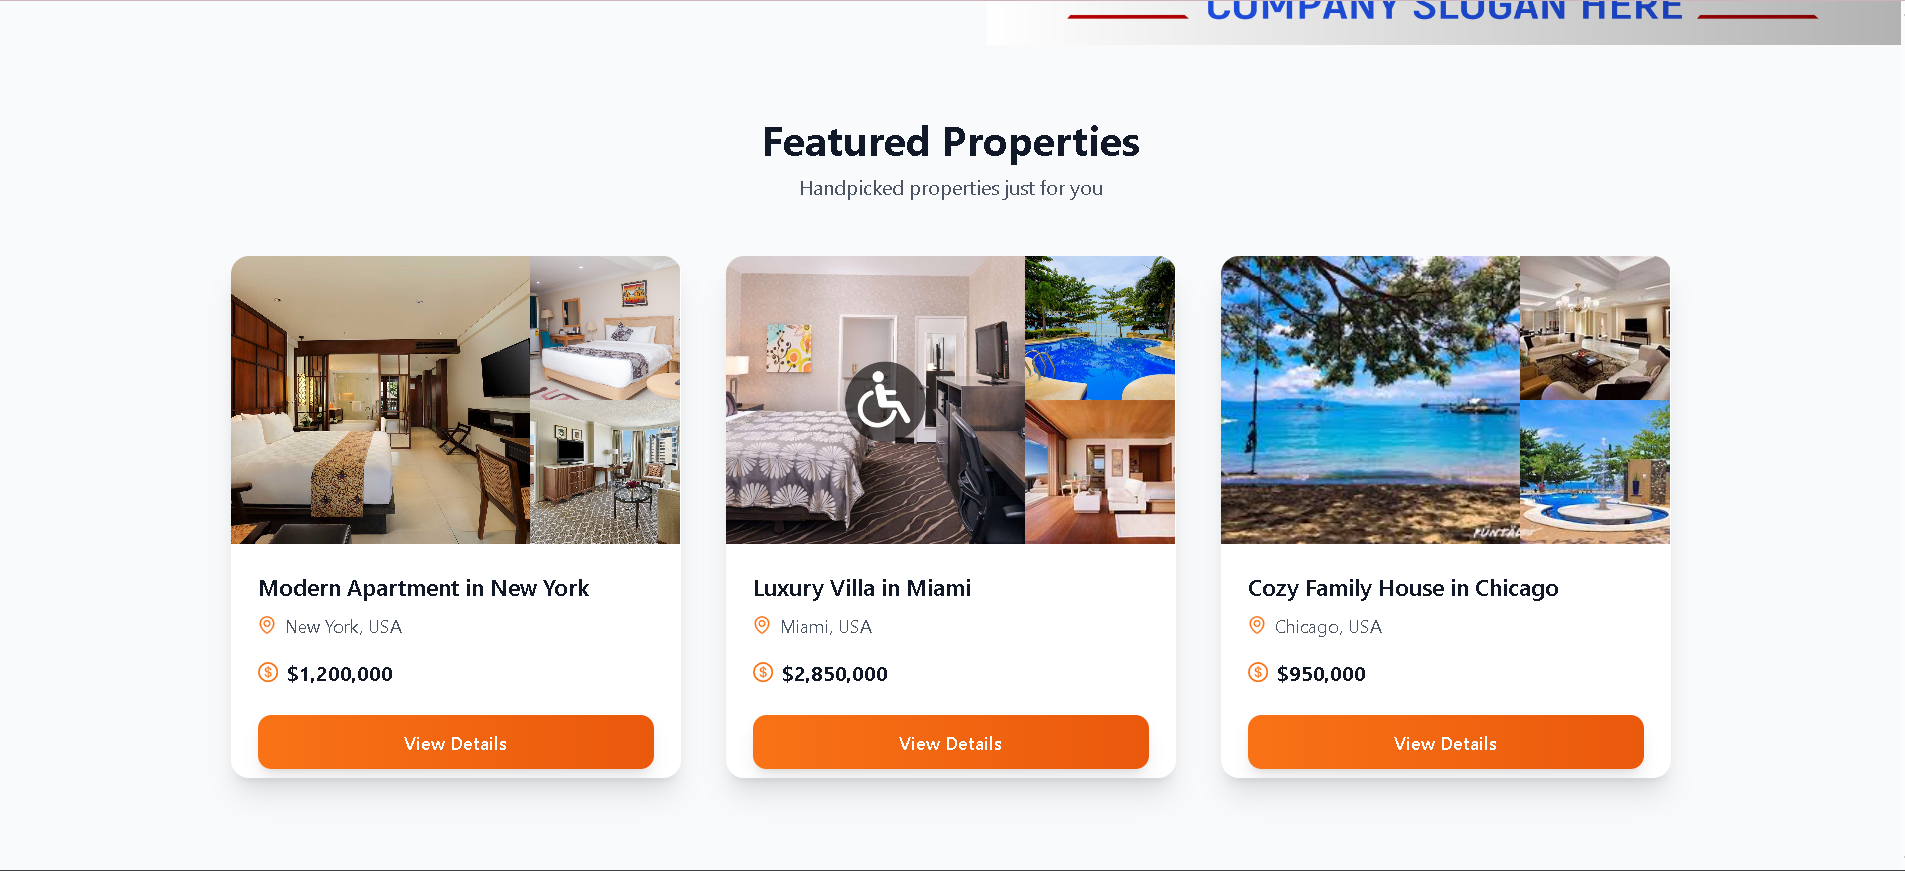 COMPANY SLOGAN HERE
Featured Properties
Handpicked properties just for you
Modern Apartment in New York
New York, USA
$ $1,200,000
View Details
Luxury Villa in Miami
Miami, USA
$ $2,850,000
View Details
Cozy Family House in Chicago
Chicago, USA
$ $950,000
View Details